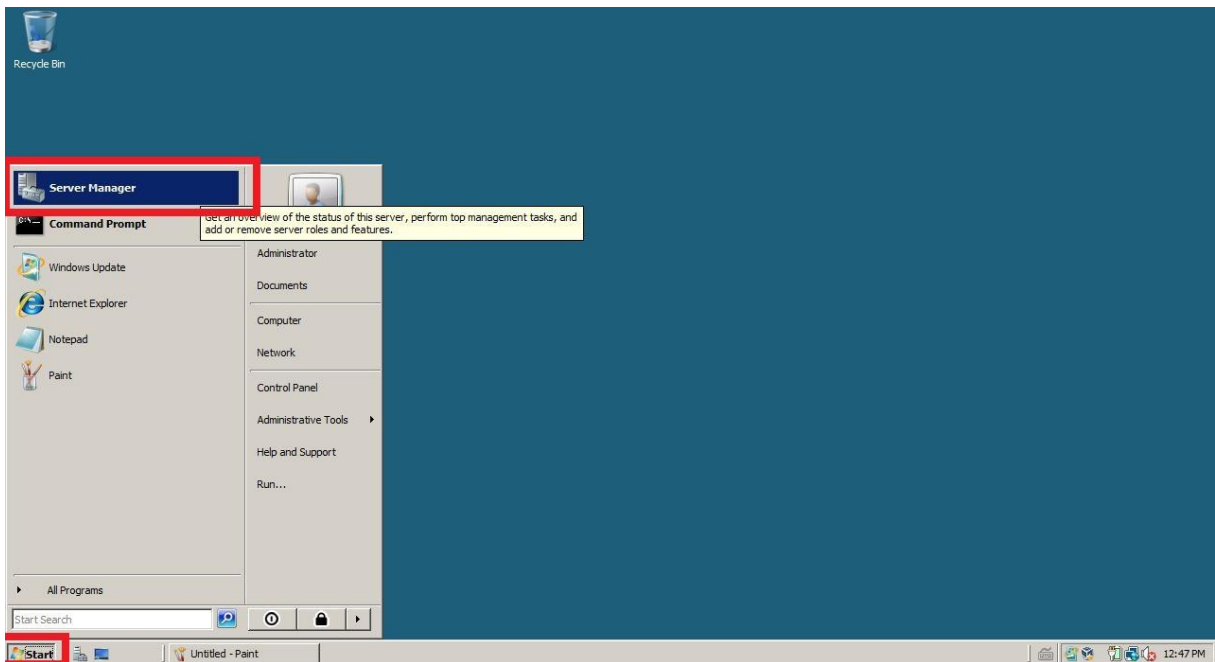 Recycle Bin
Server Manager
Command Prompt
Get an overview of the status of this server, perform top management tasks, and
add or remove server roles and features.
Windows Update
Internet Explorer
Notepad
Paint
Administrator
Documents
Computer
Network
Control Panel
Administrative Tools
Help and Support
Run...
All Programs
Start Search
Start
Untitled - Paint
12:47 PM